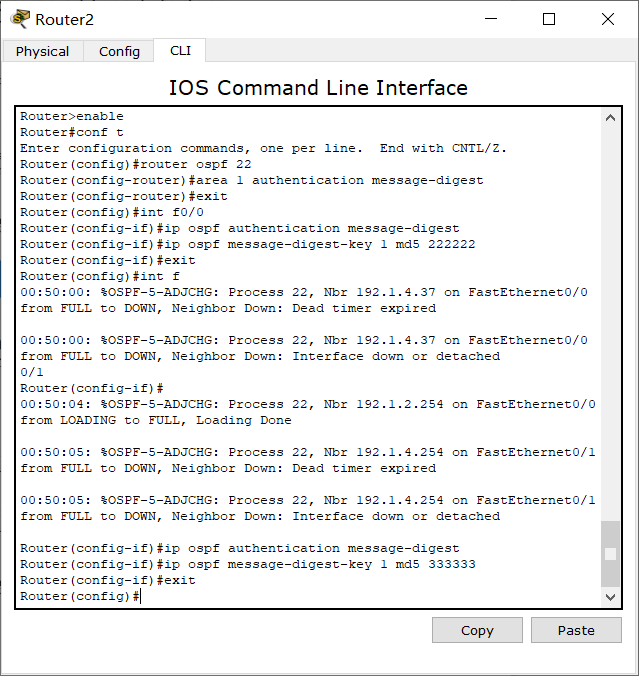 Router2
Physical Config CLI
IOS Command Line Interface
Router>enable
Router#conf t
Enter configuration commands, one per line.  End with CNTL/Z.
Router(config)#router ospf 22
Router(config-router)#area 1 authentication message-digest
Router(config-router)#exit
Router(config)#int f0/0
Router(config-if)#ip ospf authentication message-digest
Router(config-if)#ip ospf message-digest-key 1 md5 222222
Router(config-if)#exit
Router(config)#int f
00:50:00: %OSPF-5-ADJCHG: Process 22, Nbr 192.1.4.37 on FastEthernet0/0
from FULL to DOWN, Neighbor Down: Dead timer expired
00:50:00: %OSPF-5-ADJCHG: Process 22, Nbr 192.1.4.37 on FastEthernet0/0
from FULL to DOWN, Neighbor Down: Interface down or detached
0/1
Router(config-if)#
00:50:04: %OSPF-5-ADJCHG: Process 22, Nbr 192.1.2.254 on FastEthernet0/0
from LOADING to FULL, Loading Done
00:50:05: %OSPF-5-ADJCHG: Process 22, Nbr 192.1.4.254 on FastEthernet0/1
from FULL to DOWN, Neighbor Down: Dead timer expired
00:50:05: %OSPF-5-ADJCHG: Process 22, Nbr 192.1.4.254 on FastEthernet0/1
from FULL to DOWN, Neighbor Down: Interface down or detached
Router(config-if)#ip ospf authentication message-digest
Router(config-if)#ip ospf message-digest-key 1 md5 333333
Router(config-if)#exit
Router(config)#
Copy Paste